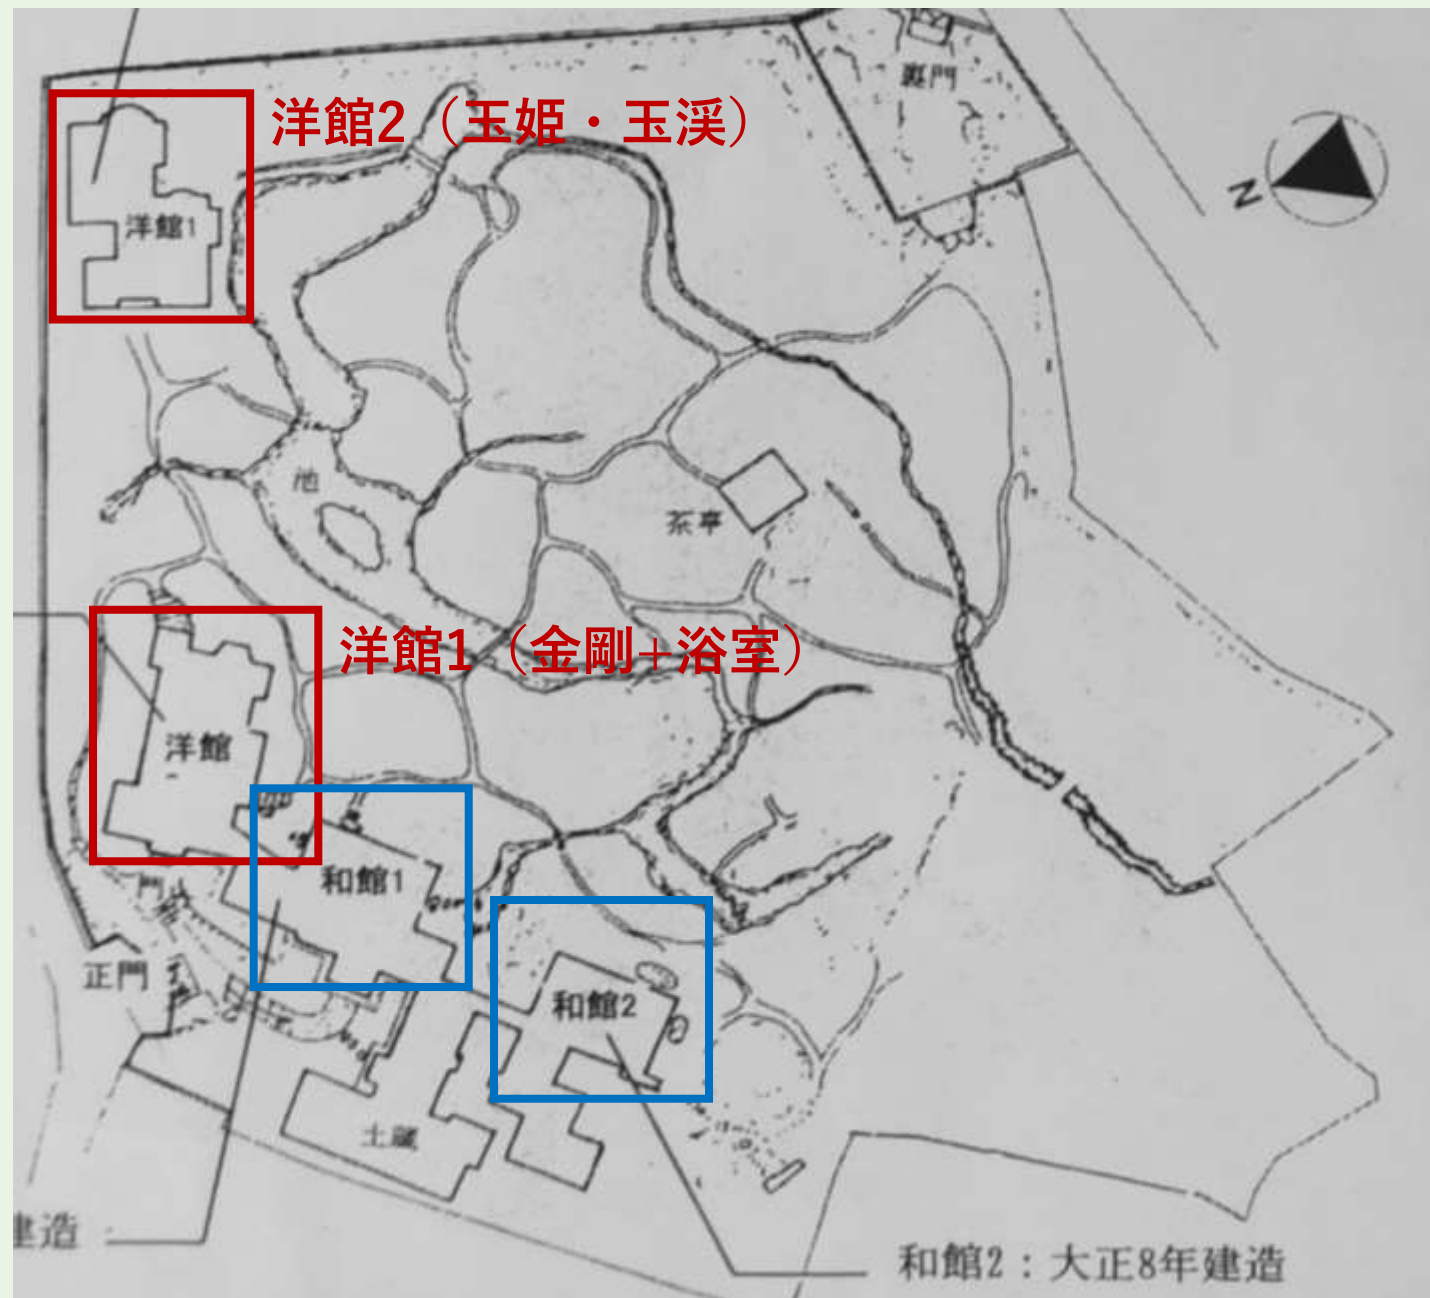 裏門
洋館2（玉姫・玉渓）
N
洋館1
池
茶亭
洋館1（金剛+浴室）
洋館
和館1
門
正門
和館2
土蔵
建造
和館2：大正8年建造